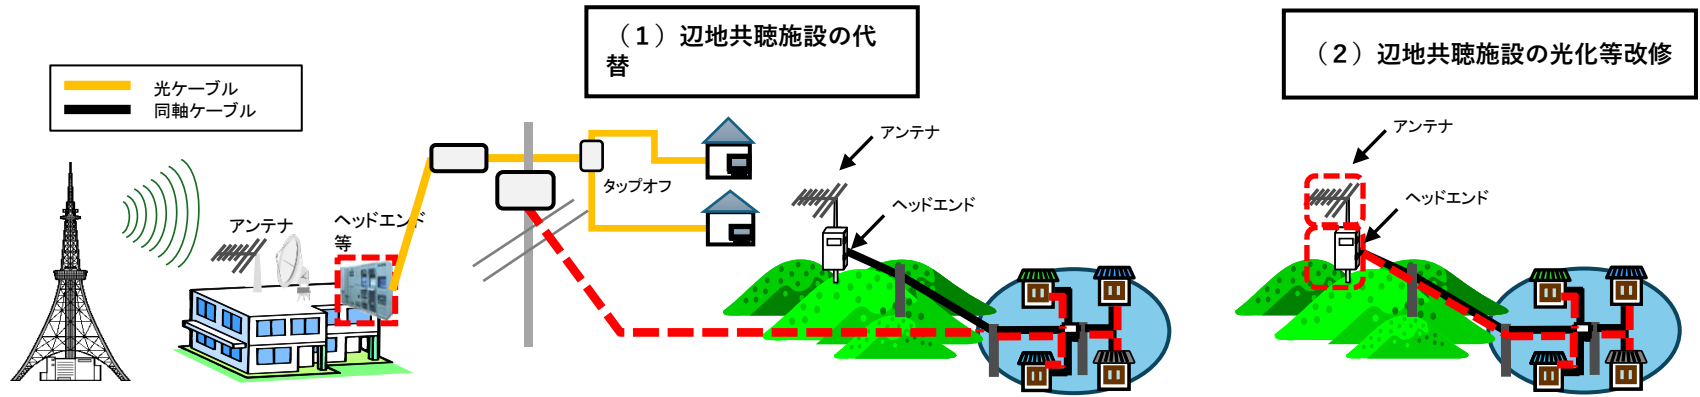 （１）辺地共聴施設の代
替
（２）辺地共聴施設の光化等改修
光ケーブル
同軸ケーブル
アンテナ
ヘッドエンド
等
タップオフ
アンテナ
ヘッドエンド
アンテナ
ヘッドエンド